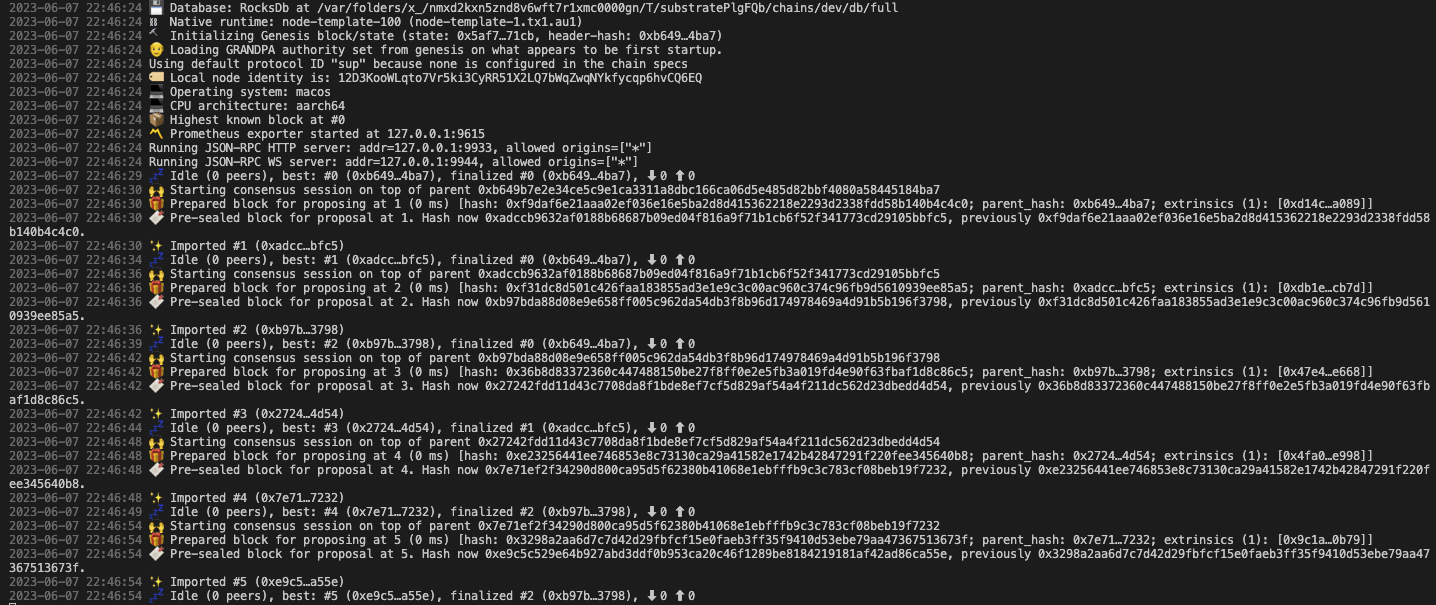 2023-06-07 22:46:24 💾 Database: RocksDb at /var/folders/x_/nmxd2kxn5znd8v6wft7r1xmc0000gn/T/substratePlgFQb/chains/dev/db/full
2023-06-07 22:46:24 ⛓ Native runtime: node-template-100 (node-template-1.tx1.au1)
2023-06-07 22:46:24 🔨 Initializing Genesis block/state (state: 0x5af7…71cb, header-hash: 0xb649…4ba7)
2023-06-07 22:46:24 👴 Loading GRANDPA authority set from genesis on what appears to be first startup.
2023-06-07 22:46:24 Using default protocol ID "sup" because none is configured in the chain specs
2023-06-07 22:46:24 🏷 Local node identity is: 12D3KooWLqto7Vr5ki3CyRR51X2LQ7bWqZwqNYkfycqp6hvCQ6EQ
2023-06-07 22:46:24 💻 Operating system: macos
2023-06-07 22:46:24 💻 CPU architecture: aarch64
2023-06-07 22:46:24 📦 Highest known block at #0
2023-06-07 22:46:24 〽️ Prometheus exporter started at 127.0.0.1:9615
2023-06-07 22:46:24 Running JSON-RPC HTTP server: addr=127.0.0.1:9933, allowed origins=["*"]
2023-06-07 22:46:24 Running JSON-RPC WS server: addr=127.0.0.1:9944, allowed origins=["*"]
2023-06-07 22:46:29 💤 Idle (0 peers), best: #0 (0xb649…4ba7), finalized #0 (0xb649…4ba7), ⬇ 0 ⬆ 0
2023-06-07 22:46:30 🙌 Starting consensus session on top of parent 0xb649b7e2e34ce5c9e1ca3311a8dbc166ca06d5e485d82bbf4080a58445184ba7
2023-06-07 22:46:30 🎁 Prepared block for proposing at 1 (0 ms) [hash: 0xf9daf6e21aaa02ef036e16e5ba2d8d415362218e2293d2338fdd58b140b4c4c0; parent_hash: 0xb649…4ba7; extrinsics (1): [0xd14c…a089]]
2023-06-07 22:46:30 🔖 Pre-sealed block for proposal at 1. Hash now 0xadccb9632af0188b68687b09ed04f816a9f71b1cb6f52f341773cd29105bbfc5, previously 0xf9daf6e21aaa02ef036e16e5ba2d8d415362218e2293d2338fdd58
b140b4c4c0.
2023-06-07 22:46:30 ✨ Imported #1 (0xadcc…bfc5)
2023-06-07 22:46:34 💤 Idle (0 peers), best: #1 (0xadcc…bfc5), finalized #0 (0xb649…4ba7), ⬇ 0 ⬆ 0
2023-06-07 22:46:36 🙌 Starting consensus session on top of parent 0xadccb9632af0188b68687b09ed04f816a9f71b1cb6f52f341773cd29105bbfc5
2023-06-07 22:46:36 🎁 Prepared block for proposing at 2 (0 ms) [hash: 0xf31dc8d501c426faa183855ad3e1e9c3c00ac960c374c96fb9d5610939ee85a5; parent_hash: 0xadcc…bfc5; extrinsics (1): [0xdb1e…cb7d]]
2023-06-07 22:46:36 🔖 Pre-sealed block for proposal at 2. Hash now 0xb97bda88d08e9e658ff005c962da54db3f8b96d174978469a4d91b5b196f3798, previously 0xf31dc8d501c426faa183855ad3e1e9c3c00ac960c374c96fb9d561
0939ee85a5.
2023-06-07 22:46:36 ✨ Imported #2 (0xb97b…3798)
2023-06-07 22:46:39 💤 Idle (0 peers), best: #2 (0xb97b…3798), finalized #0 (0xb649…4ba7), ⬇ 0 ⬆ 0
2023-06-07 22:46:42 🙌 Starting consensus session on top of parent 0xb97bda88d08e9e658ff005c962da54db3f8b96d174978469a4d91b5b196f3798
2023-06-07 22:46:42 🎁 Prepared block for proposing at 3 (0 ms) [hash: 0x36b8d83372360c447488150be27f8ff0e2e5fb3a019fd4e90f63fbaf1d8c86c5; parent_hash: 0xb97b…3798; extrinsics (1): [0x47e4…e668]]
2023-06-07 22:46:42 🔖 Pre-sealed block for proposal at 3. Hash now 0x27242fdd11d43c7708da8f1bde8ef7cf5d829af54a4f211dc562d23dbedd4d54, previously 0x36b8d83372360c447488150be27f8ff0e2e5fb3a019fd4e90f63fb
af1d8c86c5.
2023-06-07 22:46:42 ✨ Imported #3 (0x2724…4d54)
2023-06-07 22:46:44 💤 Idle (0 peers), best: #3 (0x2724…4d54), finalized #1 (0xadcc…bfc5), ⬇ 0 ⬆ 0
2023-06-07 22:46:48 🙌 Starting consensus session on top of parent 0x27242fdd11d43c7708da8f1bde8ef7cf5d829af54a4f211dc562d23dbedd4d54
2023-06-07 22:46:48 🎁 Prepared block for proposing at 4 (0 ms) [hash: 0xe23256441ee746853e8c73130ca29a41582e1742b42847291f220fee345640b8; parent_hash: 0x2724…4d54; extrinsics (1): [0x4fa0…e998]]
2023-06-07 22:46:48 🔖 Pre-sealed block for proposal at 4. Hash now 0x7e71ef2f34290d800ca95d5f62380b41068e1ebfffb9c3c783cf08beb19f7232, previously 0xe23256441ee746853e8c73130ca29a41582e1742b42847291f220f
ee345640b8.
2023-06-07 22:46:48 ✨ Imported #4 (0x7e71…7232)
2023-06-07 22:46:49 💤 Idle (0 peers), best: #4 (0x7e71…7232), finalized #2 (0xb97b…3798), ⬇ 0 ⬆ 0
2023-06-07 22:46:54 🙌 Starting consensus session on top of parent 0x7e71ef2f34290d800ca95d5f62380b41068e1ebfffb9c3c783cf08beb19f7232
2023-06-07 22:46:54 🎁 Prepared block for proposing at 5 (0 ms) [hash: 0x3298a2aa6d7c7d42d29fbfcf15e0faeb3ff35f9410d53ebe79aa47367513673f; parent_hash: 0x7e71…7232; extrinsics (1): [0x9c1a…0b79]]
2023-06-07 22:46:54 🔖 Pre-sealed block for proposal at 5. Hash now 0xe9c5c529e64b927abd3ddf0b953ca20c46f1289be8184219181af42ad86ca55e, previously 0x3298a2aa6d7c7d42d29fbfcf15e0faeb3ff35f9410d53ebe79aa47
367513673f.
2023-06-07 22:46:54 ✨ Imported #5 (0xe9c5…a55e)
2023-06-07 22:46:54 💤 Idle (0 peers), best: #5 (0xe9c5…a55e), finalized #2 (0xb97b…3798), ⬇ 0 ⬆ 0